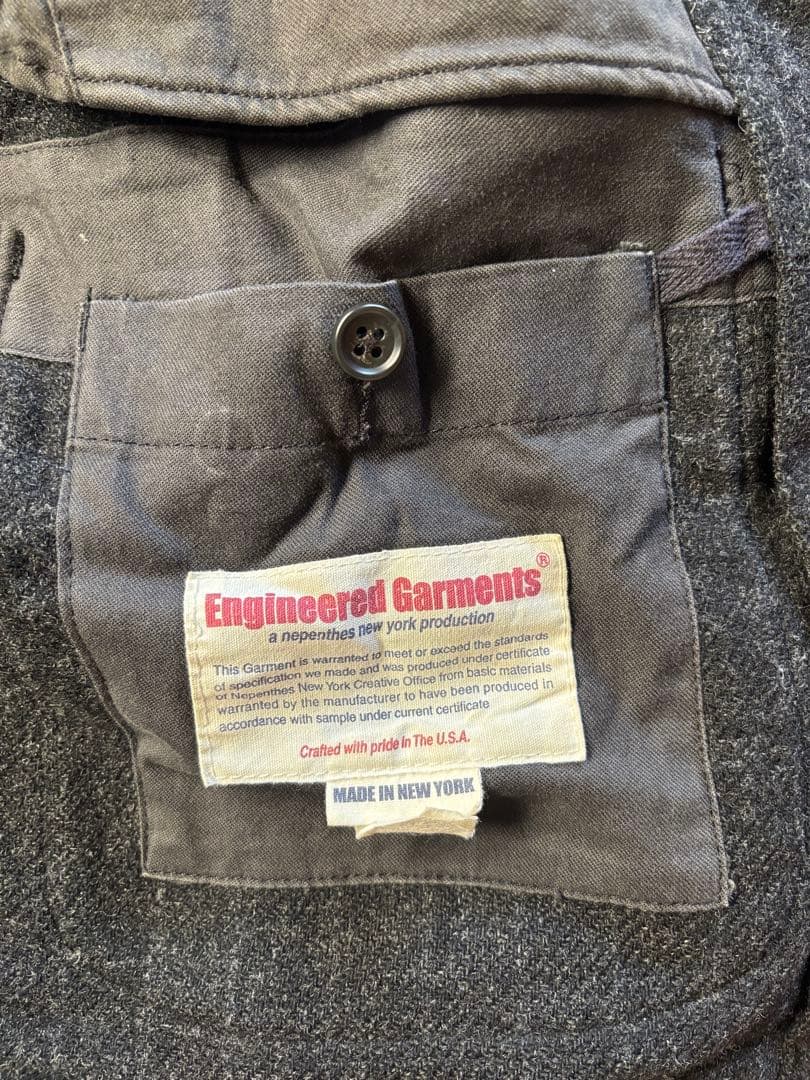 Engineered Garments®
a nepenthes new york production
This Garment is warranted to meet or exceed the standards
of specification we made and was produced under certificate
of Nepenthes New York Creative Office from basic materials
warranted by the manufacturer to have been produced in
accordance with sample under current certificate
Crafted with pride in The U.S.A.
MADE IN NEW YORK